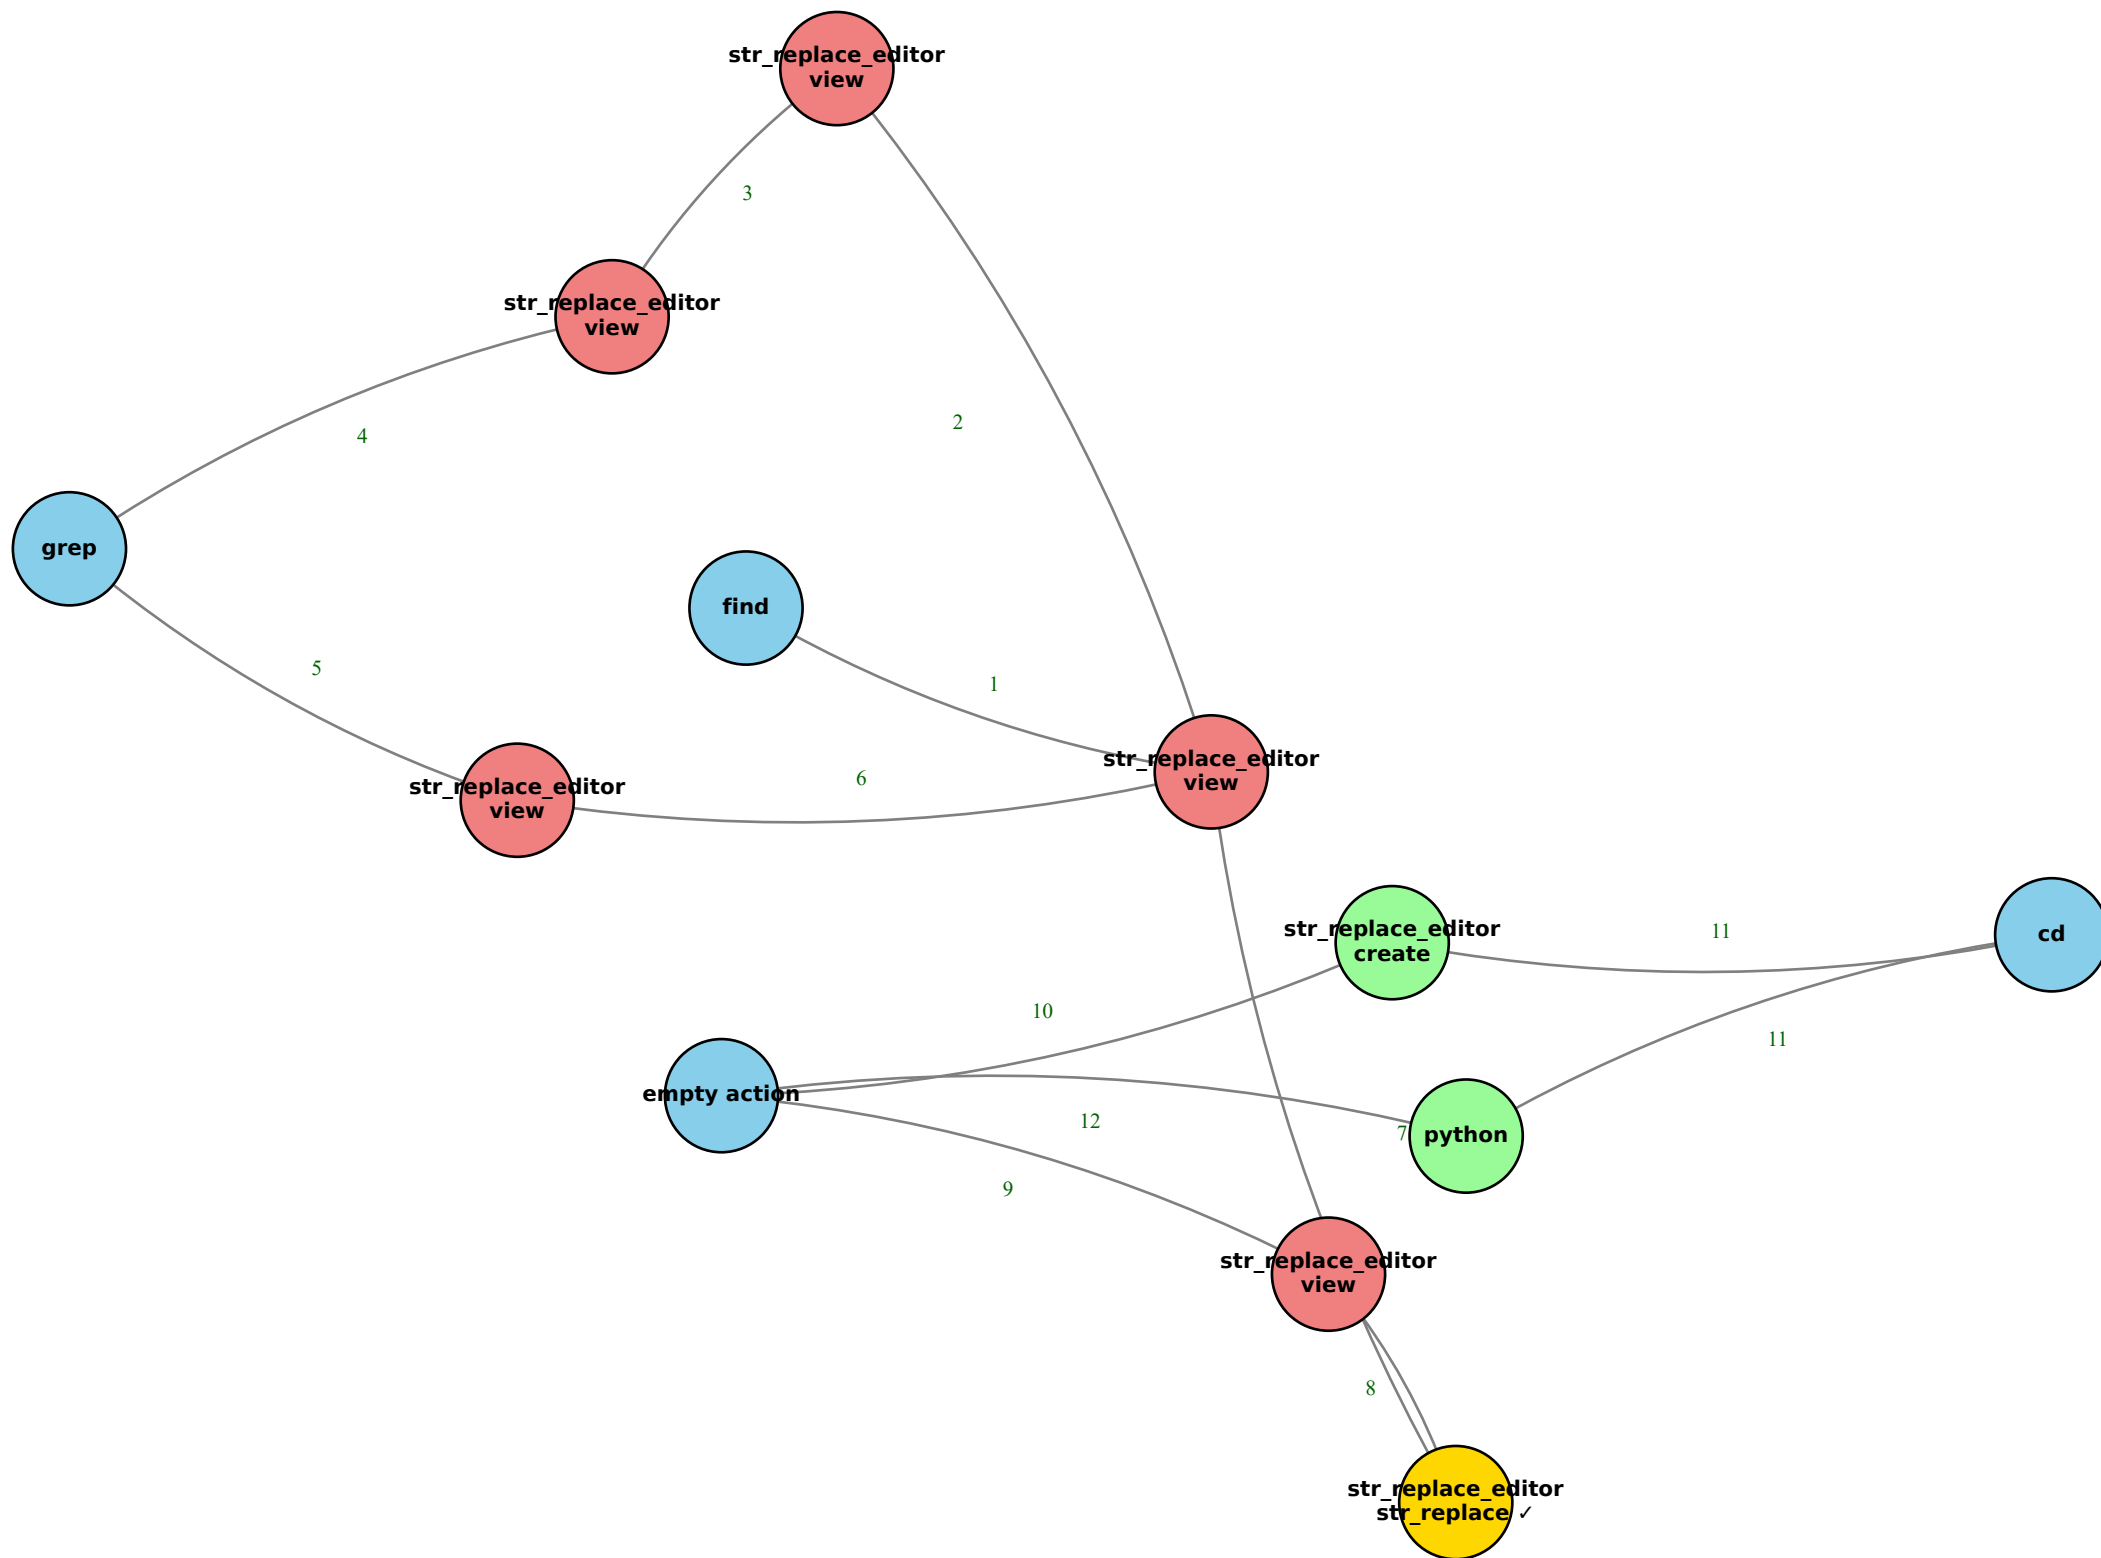 str_replace_editor
view
3
str_replace_editor
view
2
4
grep
find
5
1
str_replace_editor
view
6
str_replace_editor
view
str_replace_editor
create
11
cd
10
11
empty action
12
7
python
9
str_replace_editor
view
8
str_replace_editor
str_replace ✓